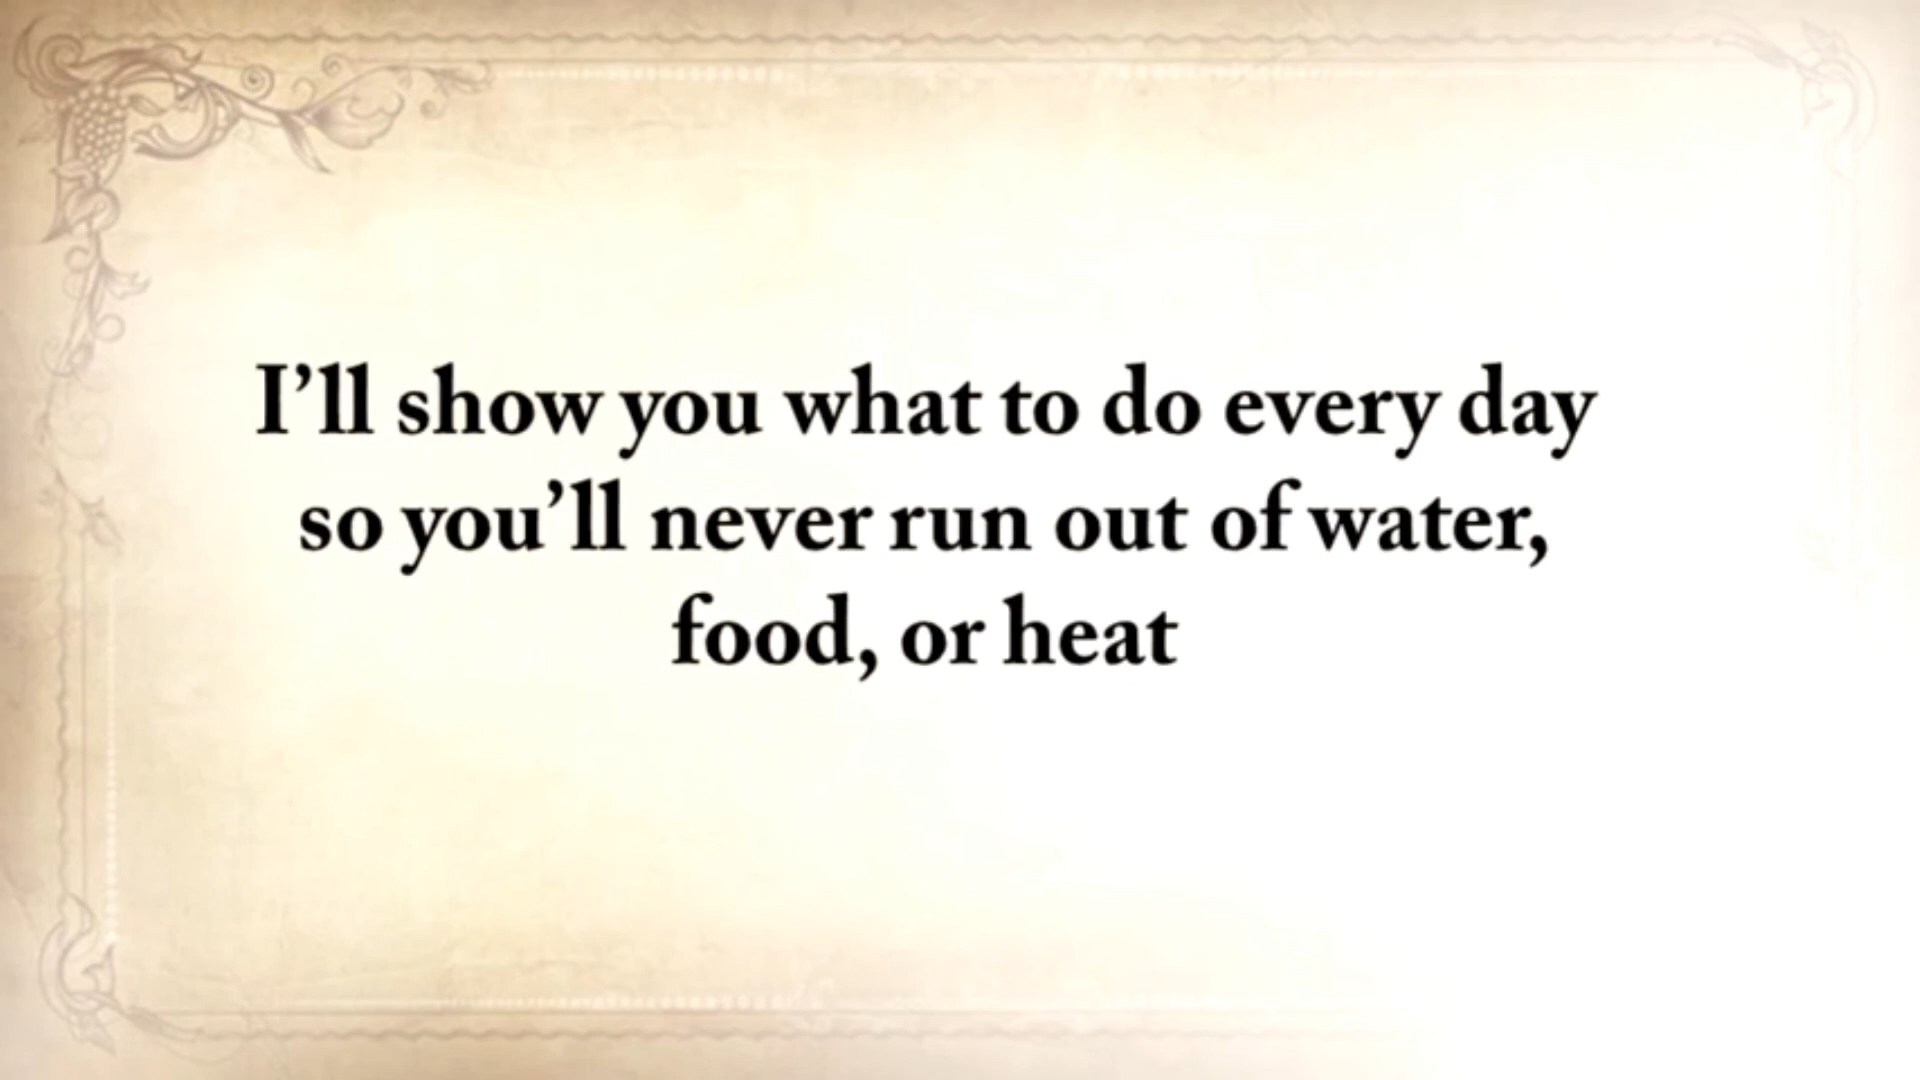 I’ll show you what to do every day
so you’ll never run out of water,
food, or heat